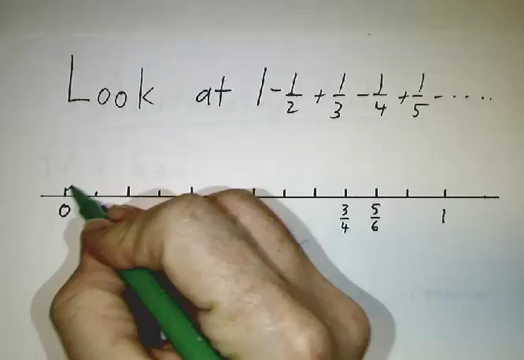 Look at 1 - 1/2 + 1/3 - 1/4 + 1/5 - .....
0 3/4 5/6 1